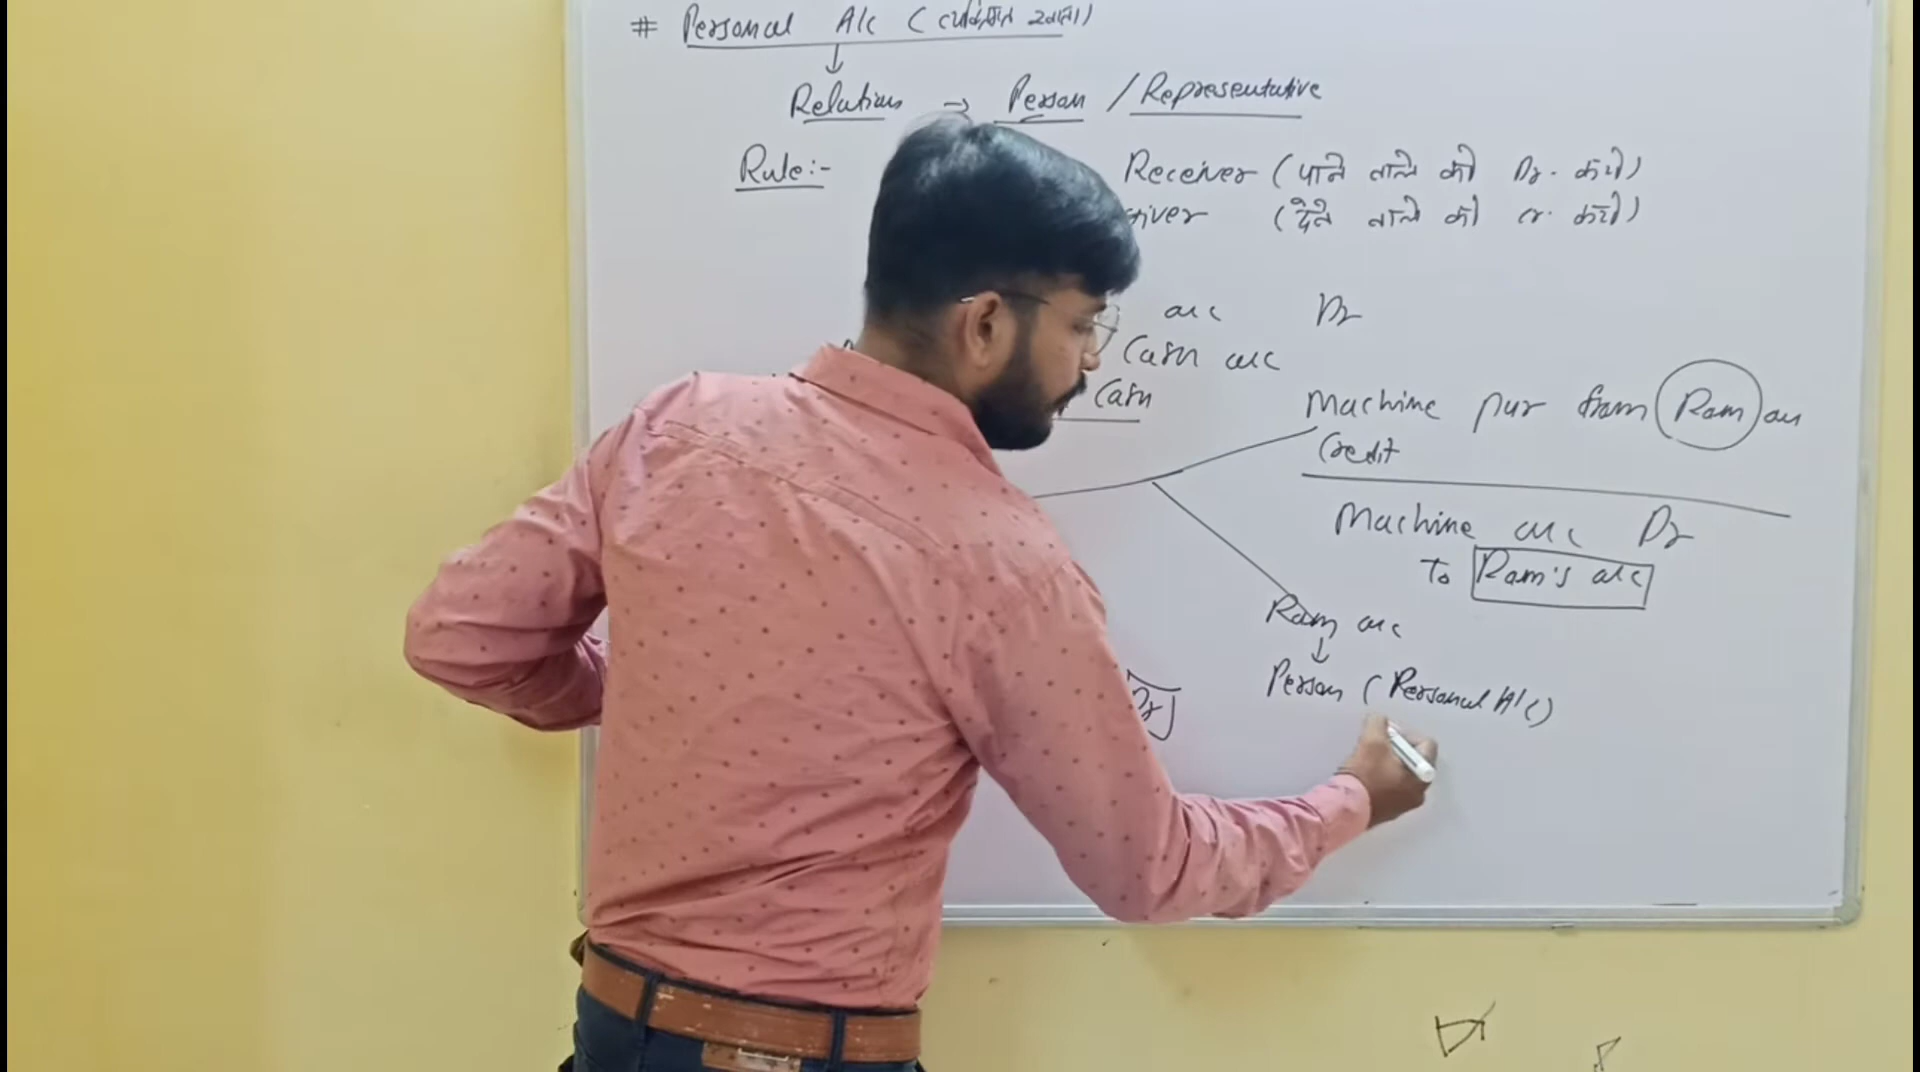 # Personal A/c (व्यक्तिगत खाता)
↓
Relation → Person / Representative
Rule:- Receiver (पाने वाले को Dr. करो)
Giver (देने वाले को cr. करो)
a/c Dr
Cash a/c
Cash
Machine pur from Ram on
Credit
Machine a/c Dr
To Ram's a/c
Ram a/c
↓
Person (Personal A/c)
Dr